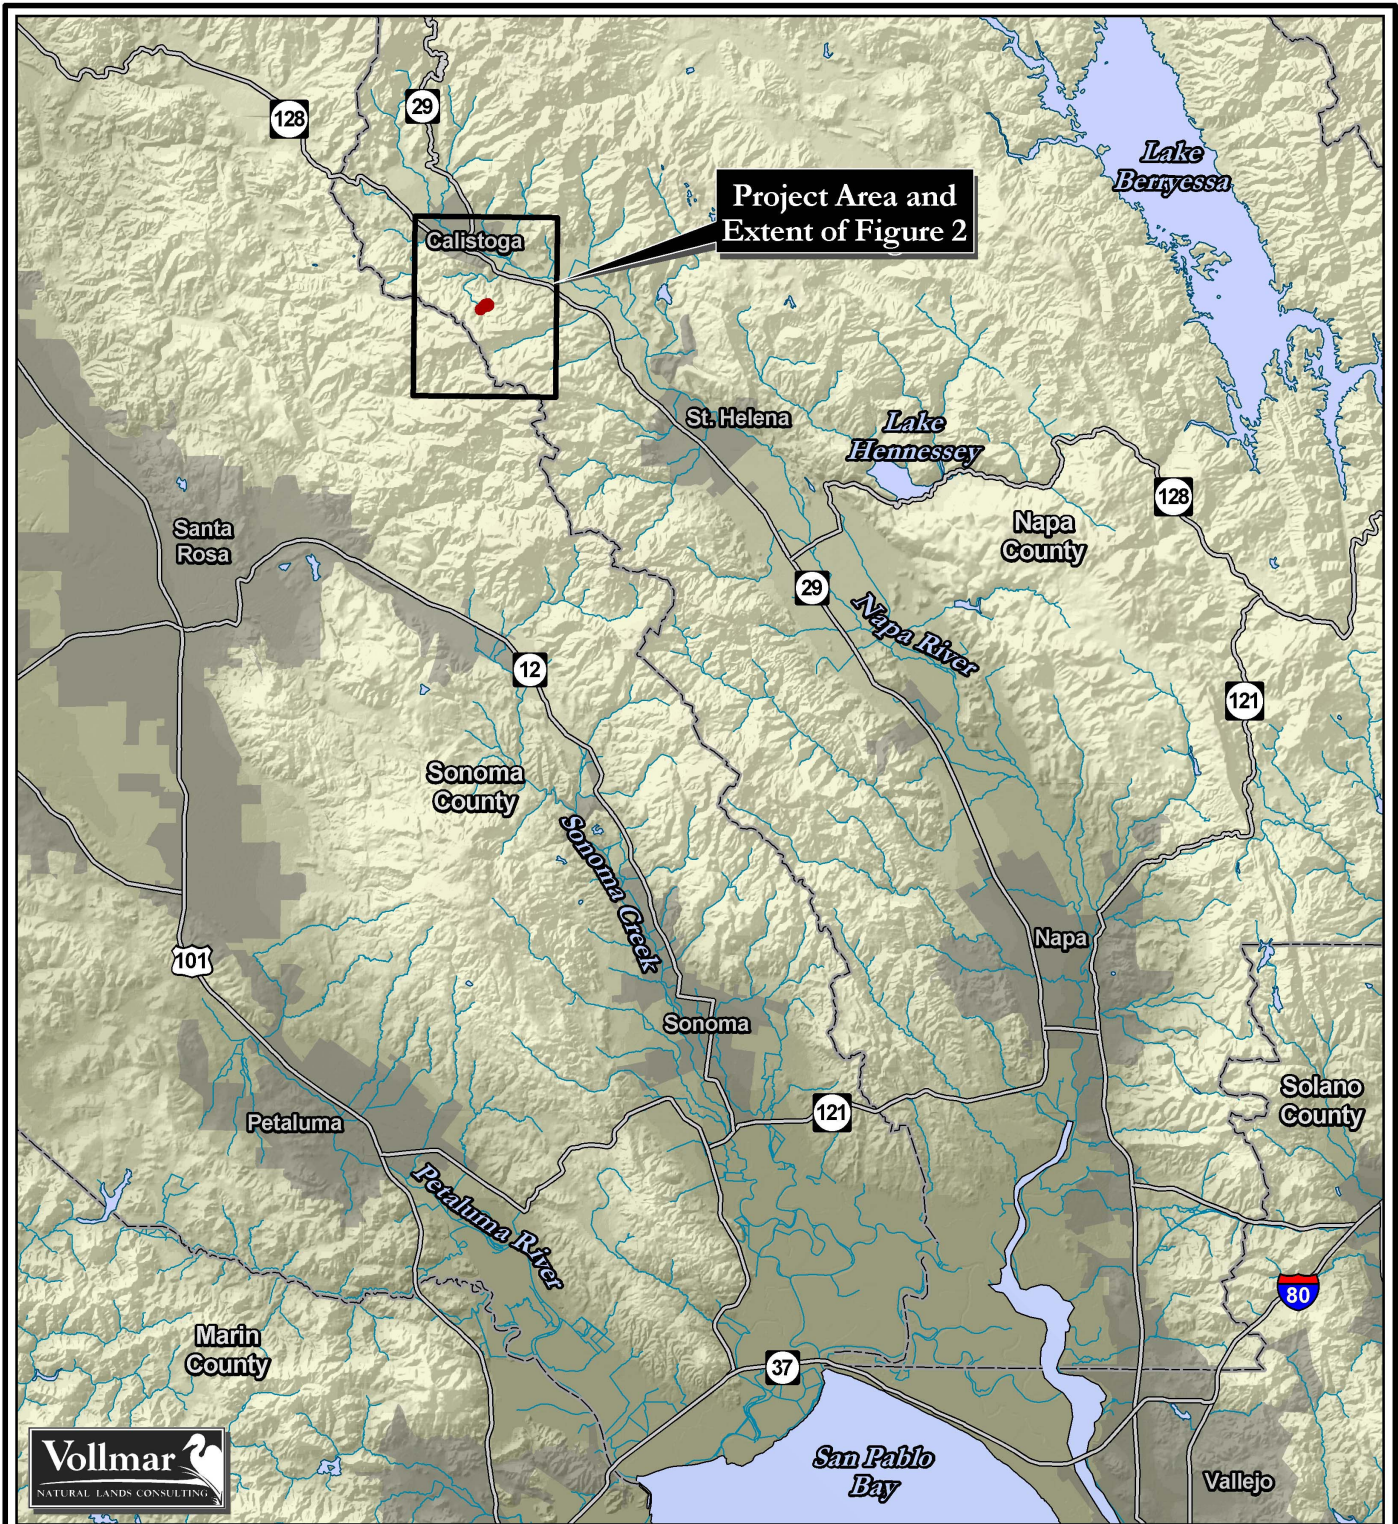 128
29
Lake
Berryessa
Project Area and
Extent of Figure 2
Calistoga
St. Helena
Lake
Hennessey
128
Santa
Rosa
Napa
County
29
Napa River
12
121
Sonoma
County
Sonoma Creek
Napa
101
Sonoma
Solano
County
121
Petaluma
Petaluma River
80
Marin
County
37
Vollmar
NATURAL LANDS CONSULTING
San Pablo
Bay
Vallejo